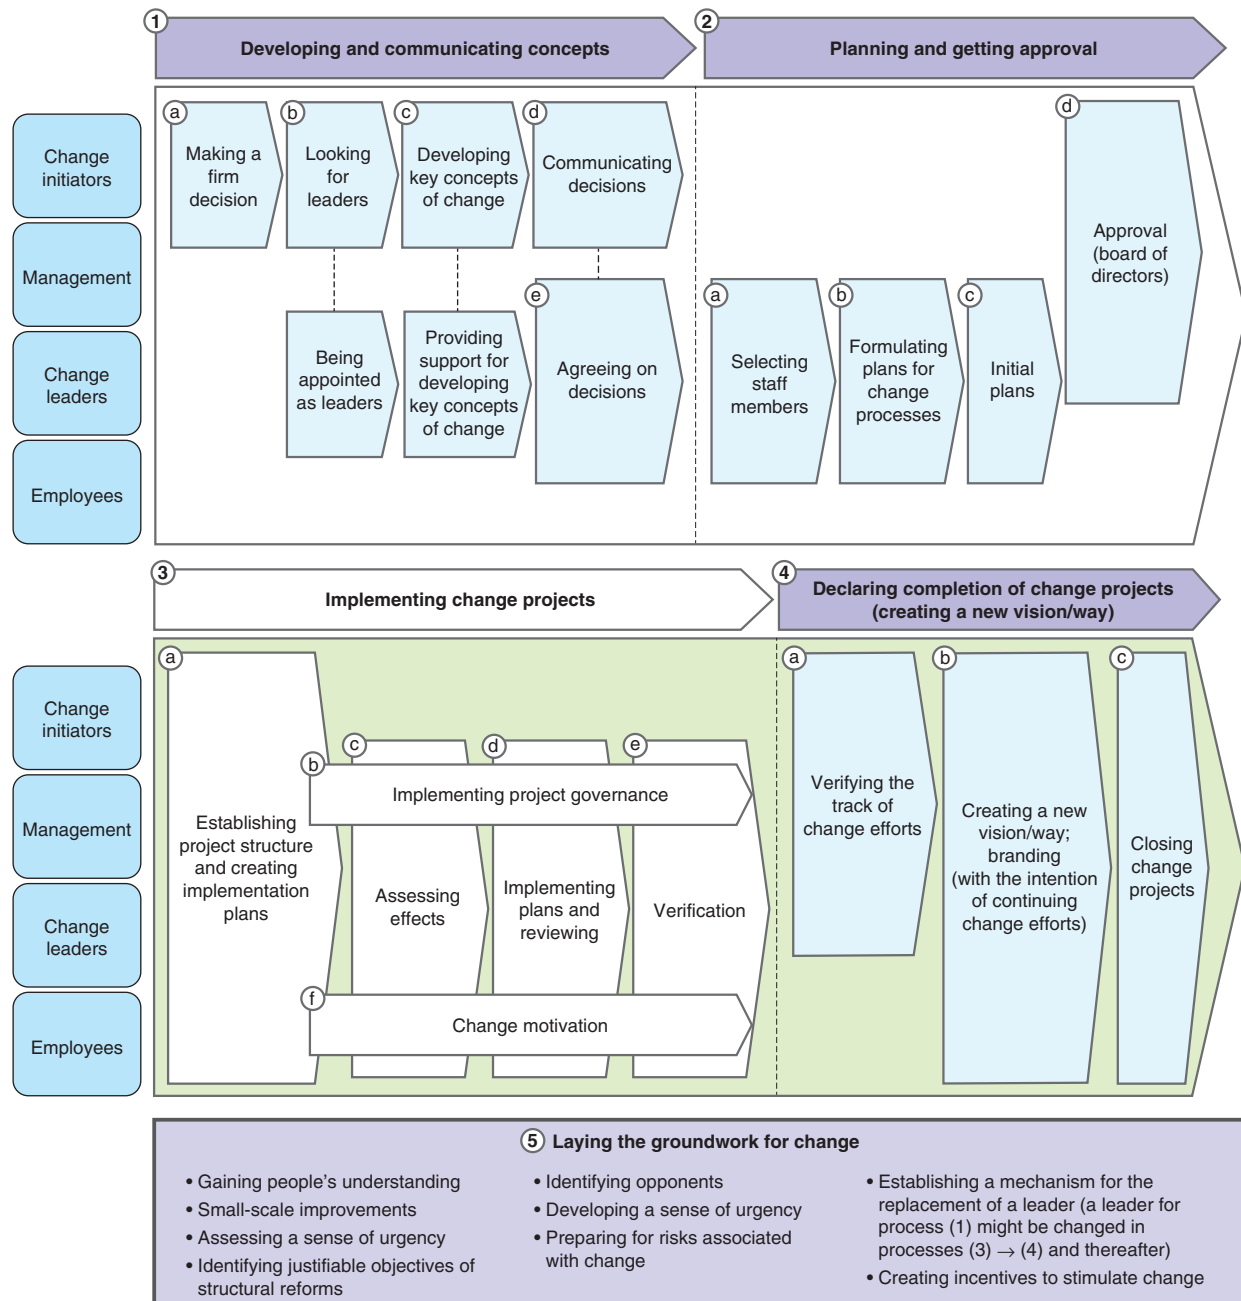 1
Developing and communicating concepts
2
Planning and getting approval
Change
initiators
Management
Change
leaders
Employees
a
Making a
firm
decision
b
Looking
for
leaders
c
Developing
key concepts
of change
d
Communicating
decisions
Being
appointed
as leaders
Providing
support for
developing
key concepts
of change
e
Agreeing on
decisions
a
Selecting
staff
members
b
Formulating
plans for
change
processes
c
Initial
plans
d
Approval
(board of
directors)
3
Implementing change projects
4
Declaring completion of change projects
(creating a new vision/way)
Change
initiators
Management
Change
leaders
Employees
a
Establishing
project structure
and creating
implementation
plans
b
Implementing project governance
c
Assessing
effects
d
Implementing
plans and
reviewing
e
Verification
f
Change motivation
a
Verifying the
track of
change efforts
b
Creating a new
vision/way;
branding
(with the intention
of continuing
change efforts)
c
Closing
change
projects
5 Laying the groundwork for change
• Gaining people’s understanding
• Small-scale improvements
• Assessing a sense of urgency
• Identifying justifiable objectives of
structural reforms
• Identifying opponents
• Developing a sense of urgency
• Preparing for risks associated
with change
• Establishing a mechanism for the
replacement of a leader (a leader for
process (1) might be changed in
processes (3) → (4) and thereafter)
• Creating incentives to stimulate change